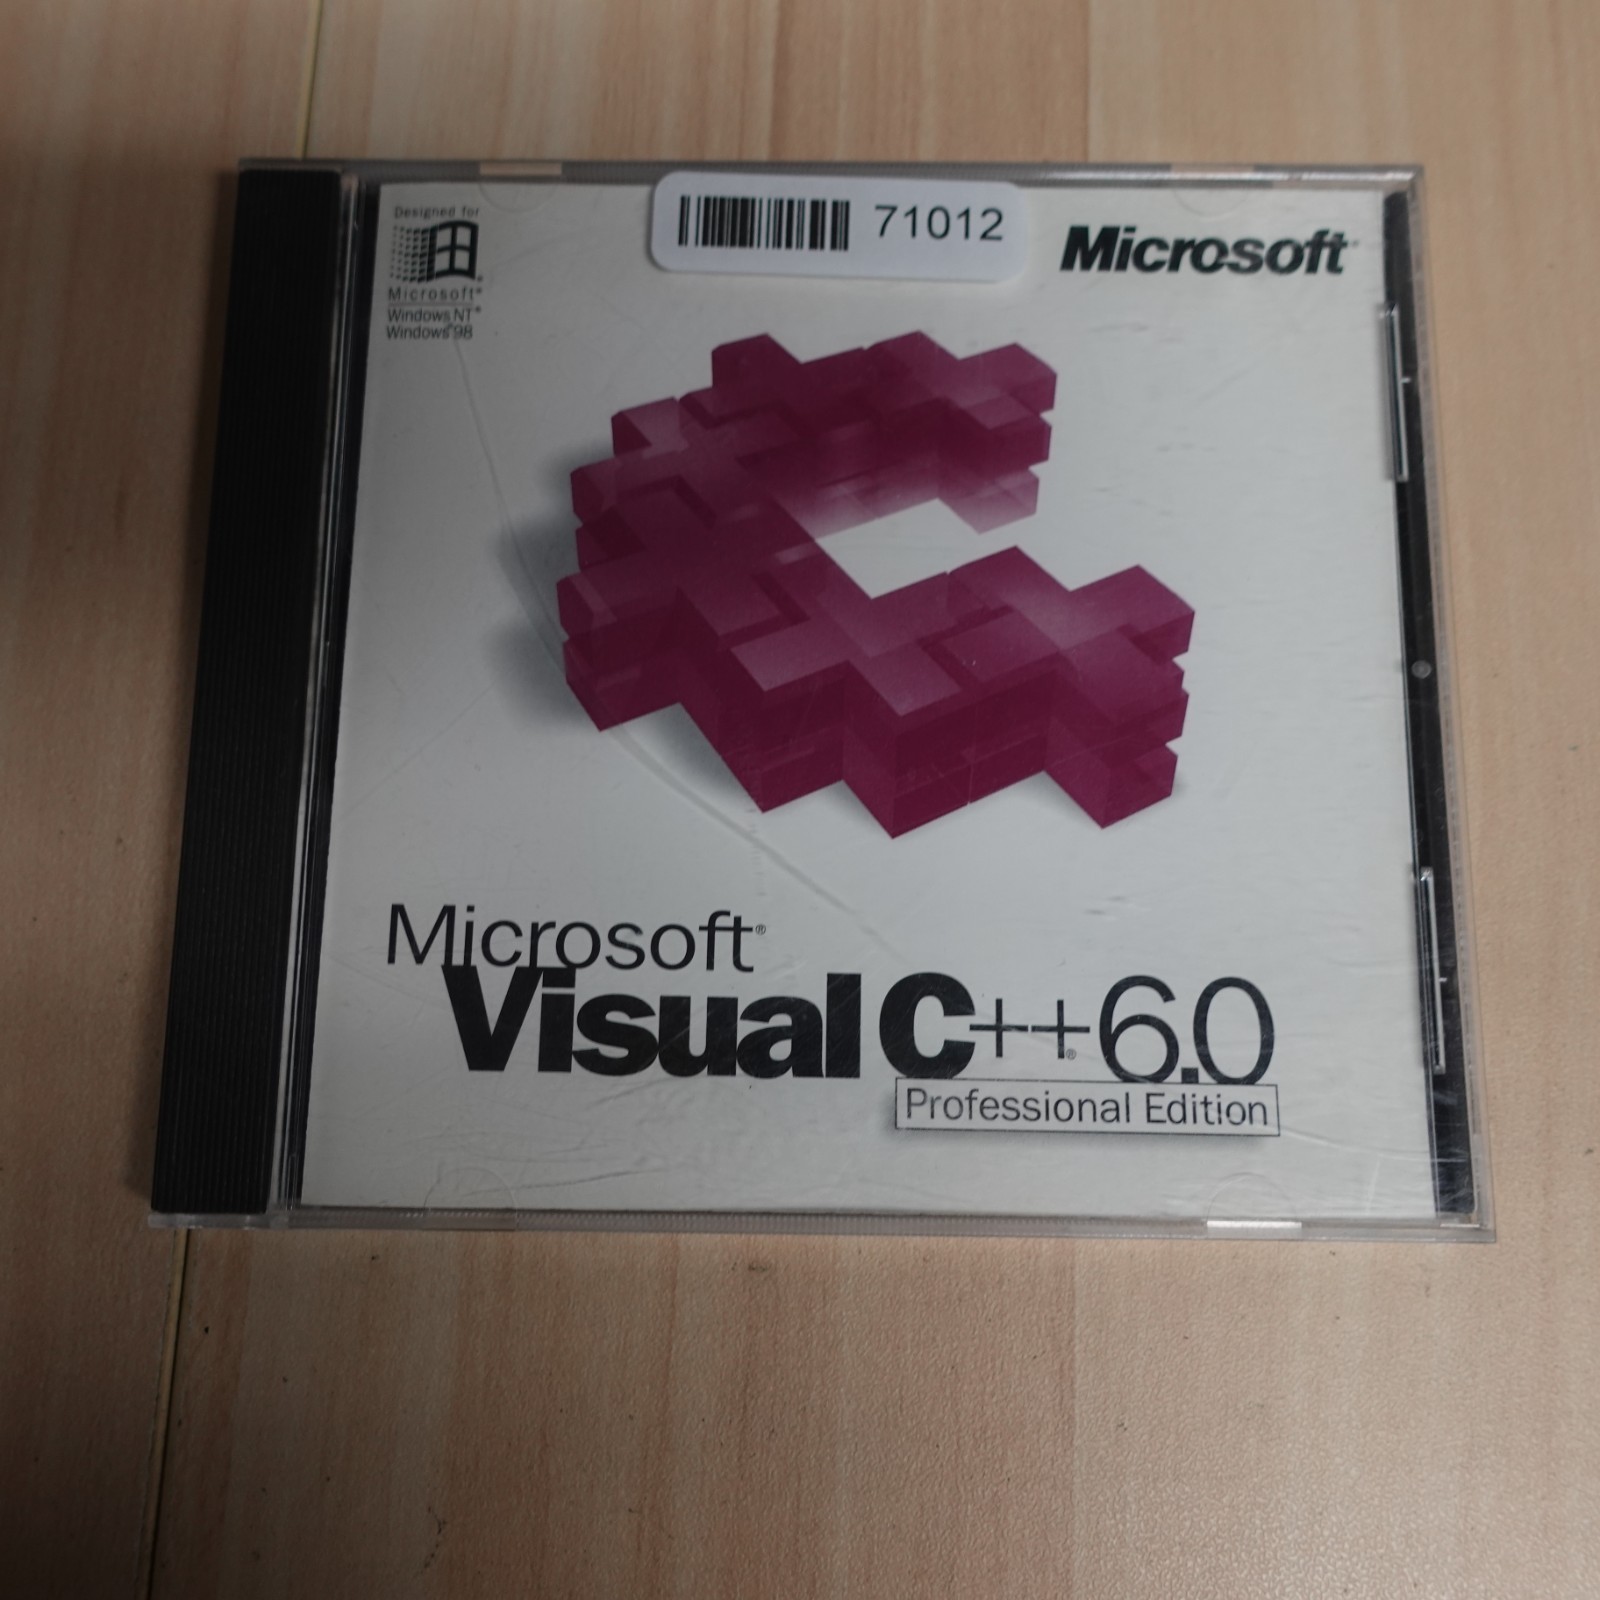 71012
Designed for
Microsoft®
Windows NT®
Windows®98
Microsoft®
Microsoft®
Visual C++® 6.0
Professional Edition